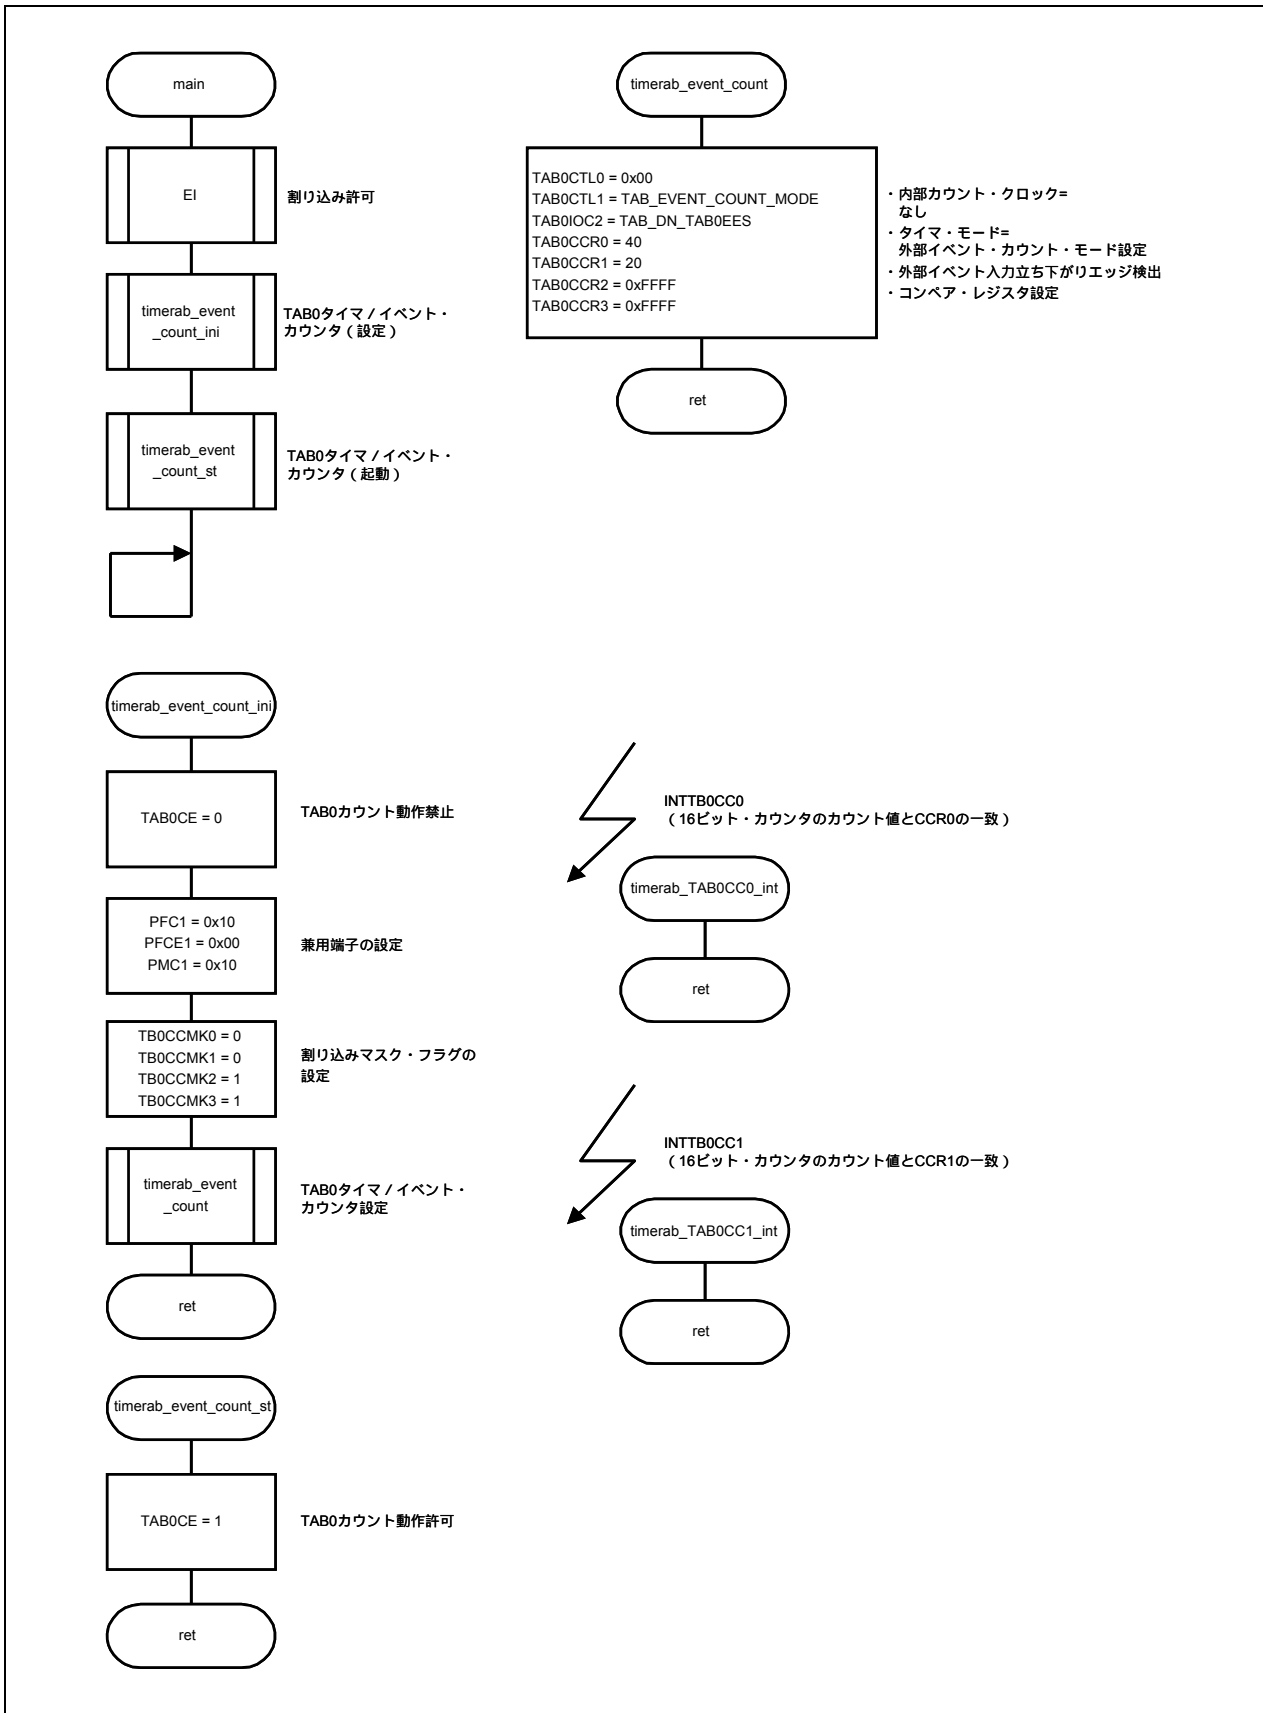 main
EI
割り込み許可
timerab_event
_count_ini
TAB0タイマ / イベント・
カウンタ ( 設定 )
timerab_event
_count_st
TAB0タイマ / イベント・
カウンタ ( 起動 )
timerab_event_count
TAB0CTL0 = 0x00
TAB0CTL1 = TAB_EVENT_COUNT_MODE
TAB0IOC2 = TAB_DN_TAB0EES
TAB0CCR0 = 40
TAB0CCR1 = 20
TAB0CCR2 = 0xFFFF
TAB0CCR3 = 0xFFFF
・内部カウント・クロック=
なし
・タイマ・モード=
外部イベント・カウント・モード設定
・外部イベント入力立ち下がりエッジ検出
・コンペア・レジスタ設定
ret
timerab_event_count_ini
TAB0CE = 0
TAB0カウント動作禁止
PFC1 = 0x10
PFCE1 = 0x00
PMC1 = 0x10
兼用端子の設定
TB0CCMK0 = 0
TB0CCMK1 = 0
TB0CCMK2 = 1
TB0CCMK3 = 1
割り込みマスク・フラグの
設定
timerab_event
_count
TAB0タイマ / イベント・
カウンタ設定
ret
INTTB0CC0
( 16ビット・カウンタのカウント値とCCR0の一致 )
timerab_TAB0CC0_int
ret
INTTB0CC1
( 16ビット・カウンタのカウント値とCCR1の一致 )
timerab_TAB0CC1_int
ret
timerab_event_count_st
TAB0CE = 1
TAB0カウント動作許可
ret